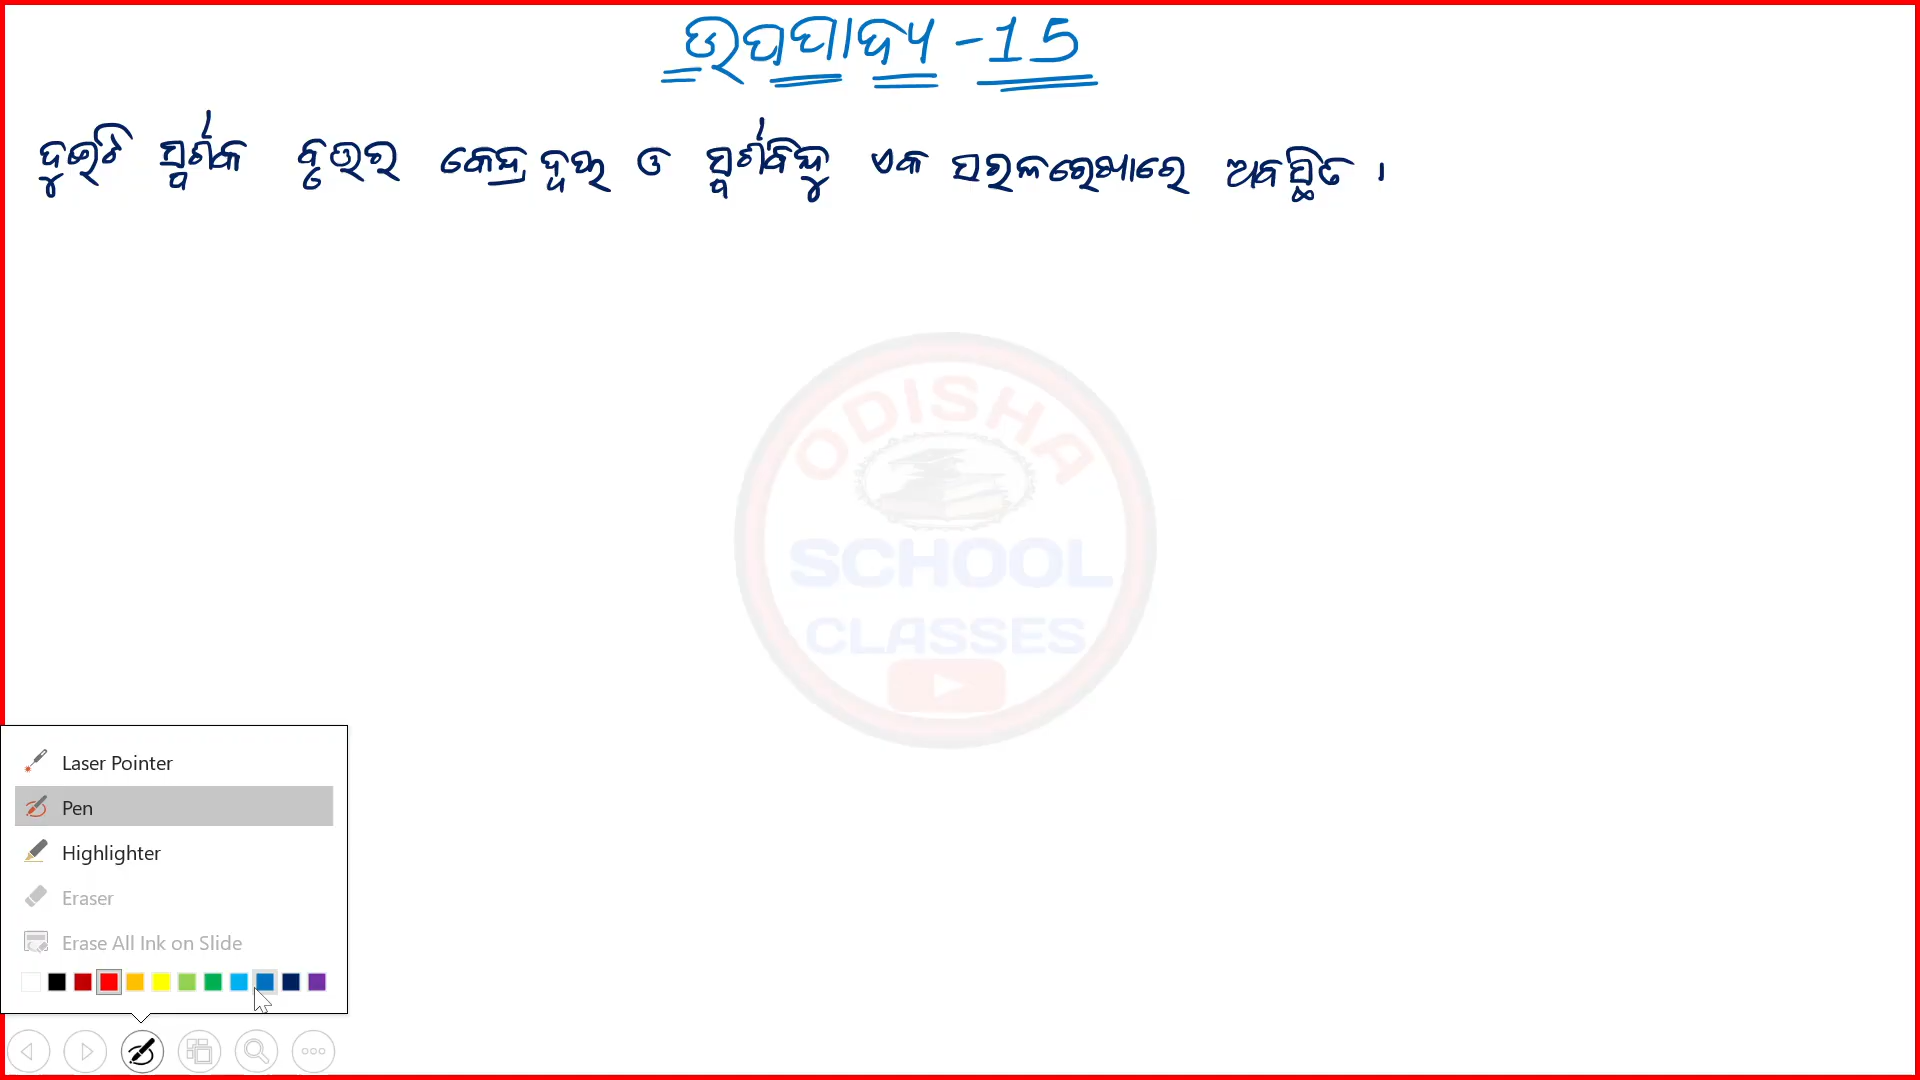 ଉପପାଦ୍ୟ -15
ଦୁଇଟି ସ୍ପର୍ଶକ ବୃତ୍ତର କେନ୍ଦ୍ରଦ୍ୱୟ ଓ ସ୍ପର୍ଶବିନ୍ଦୁ ଏକ ସରଳରେଖାରେ ଅବସ୍ଥିତ ।
ODISHA
SCHOOL
CLASSES
Laser Pointer
Pen
Highlighter
Eraser
Erase All Ink on Slide